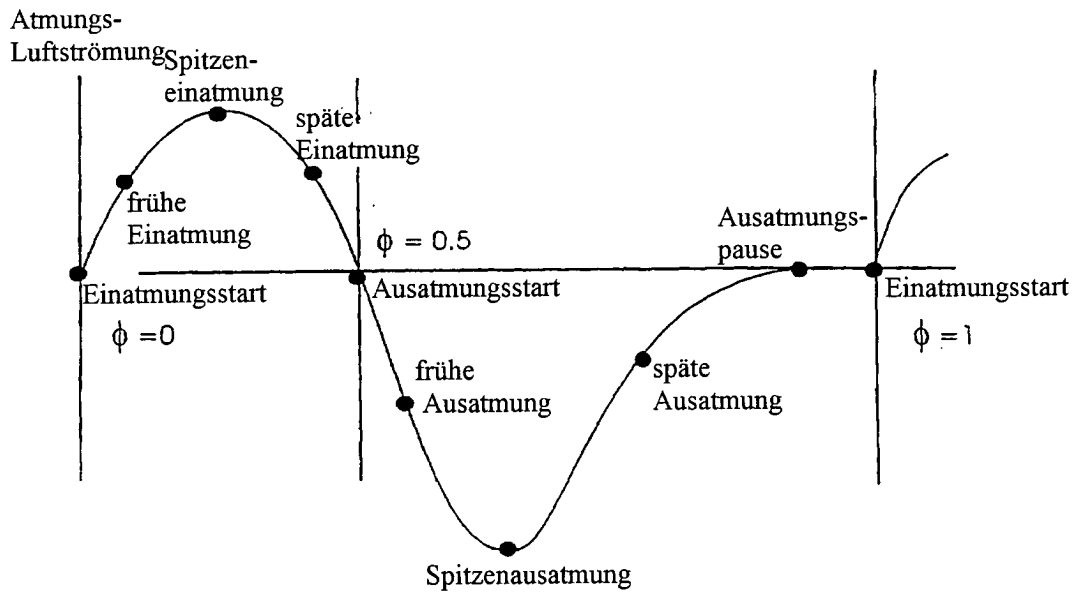 Atmungs-
Luftströmung
Spitzen-
einatmung
späte
Einatmung
frühe
Einatmung
Einatmungsstart
ϕ = 0
ϕ = 0.5
Ausatmungsstart
frühe
Ausatmung
Spitzenausatmung
späte
Ausatmung
Ausatmungs-
pause
Einatmungsstart
ϕ = 1